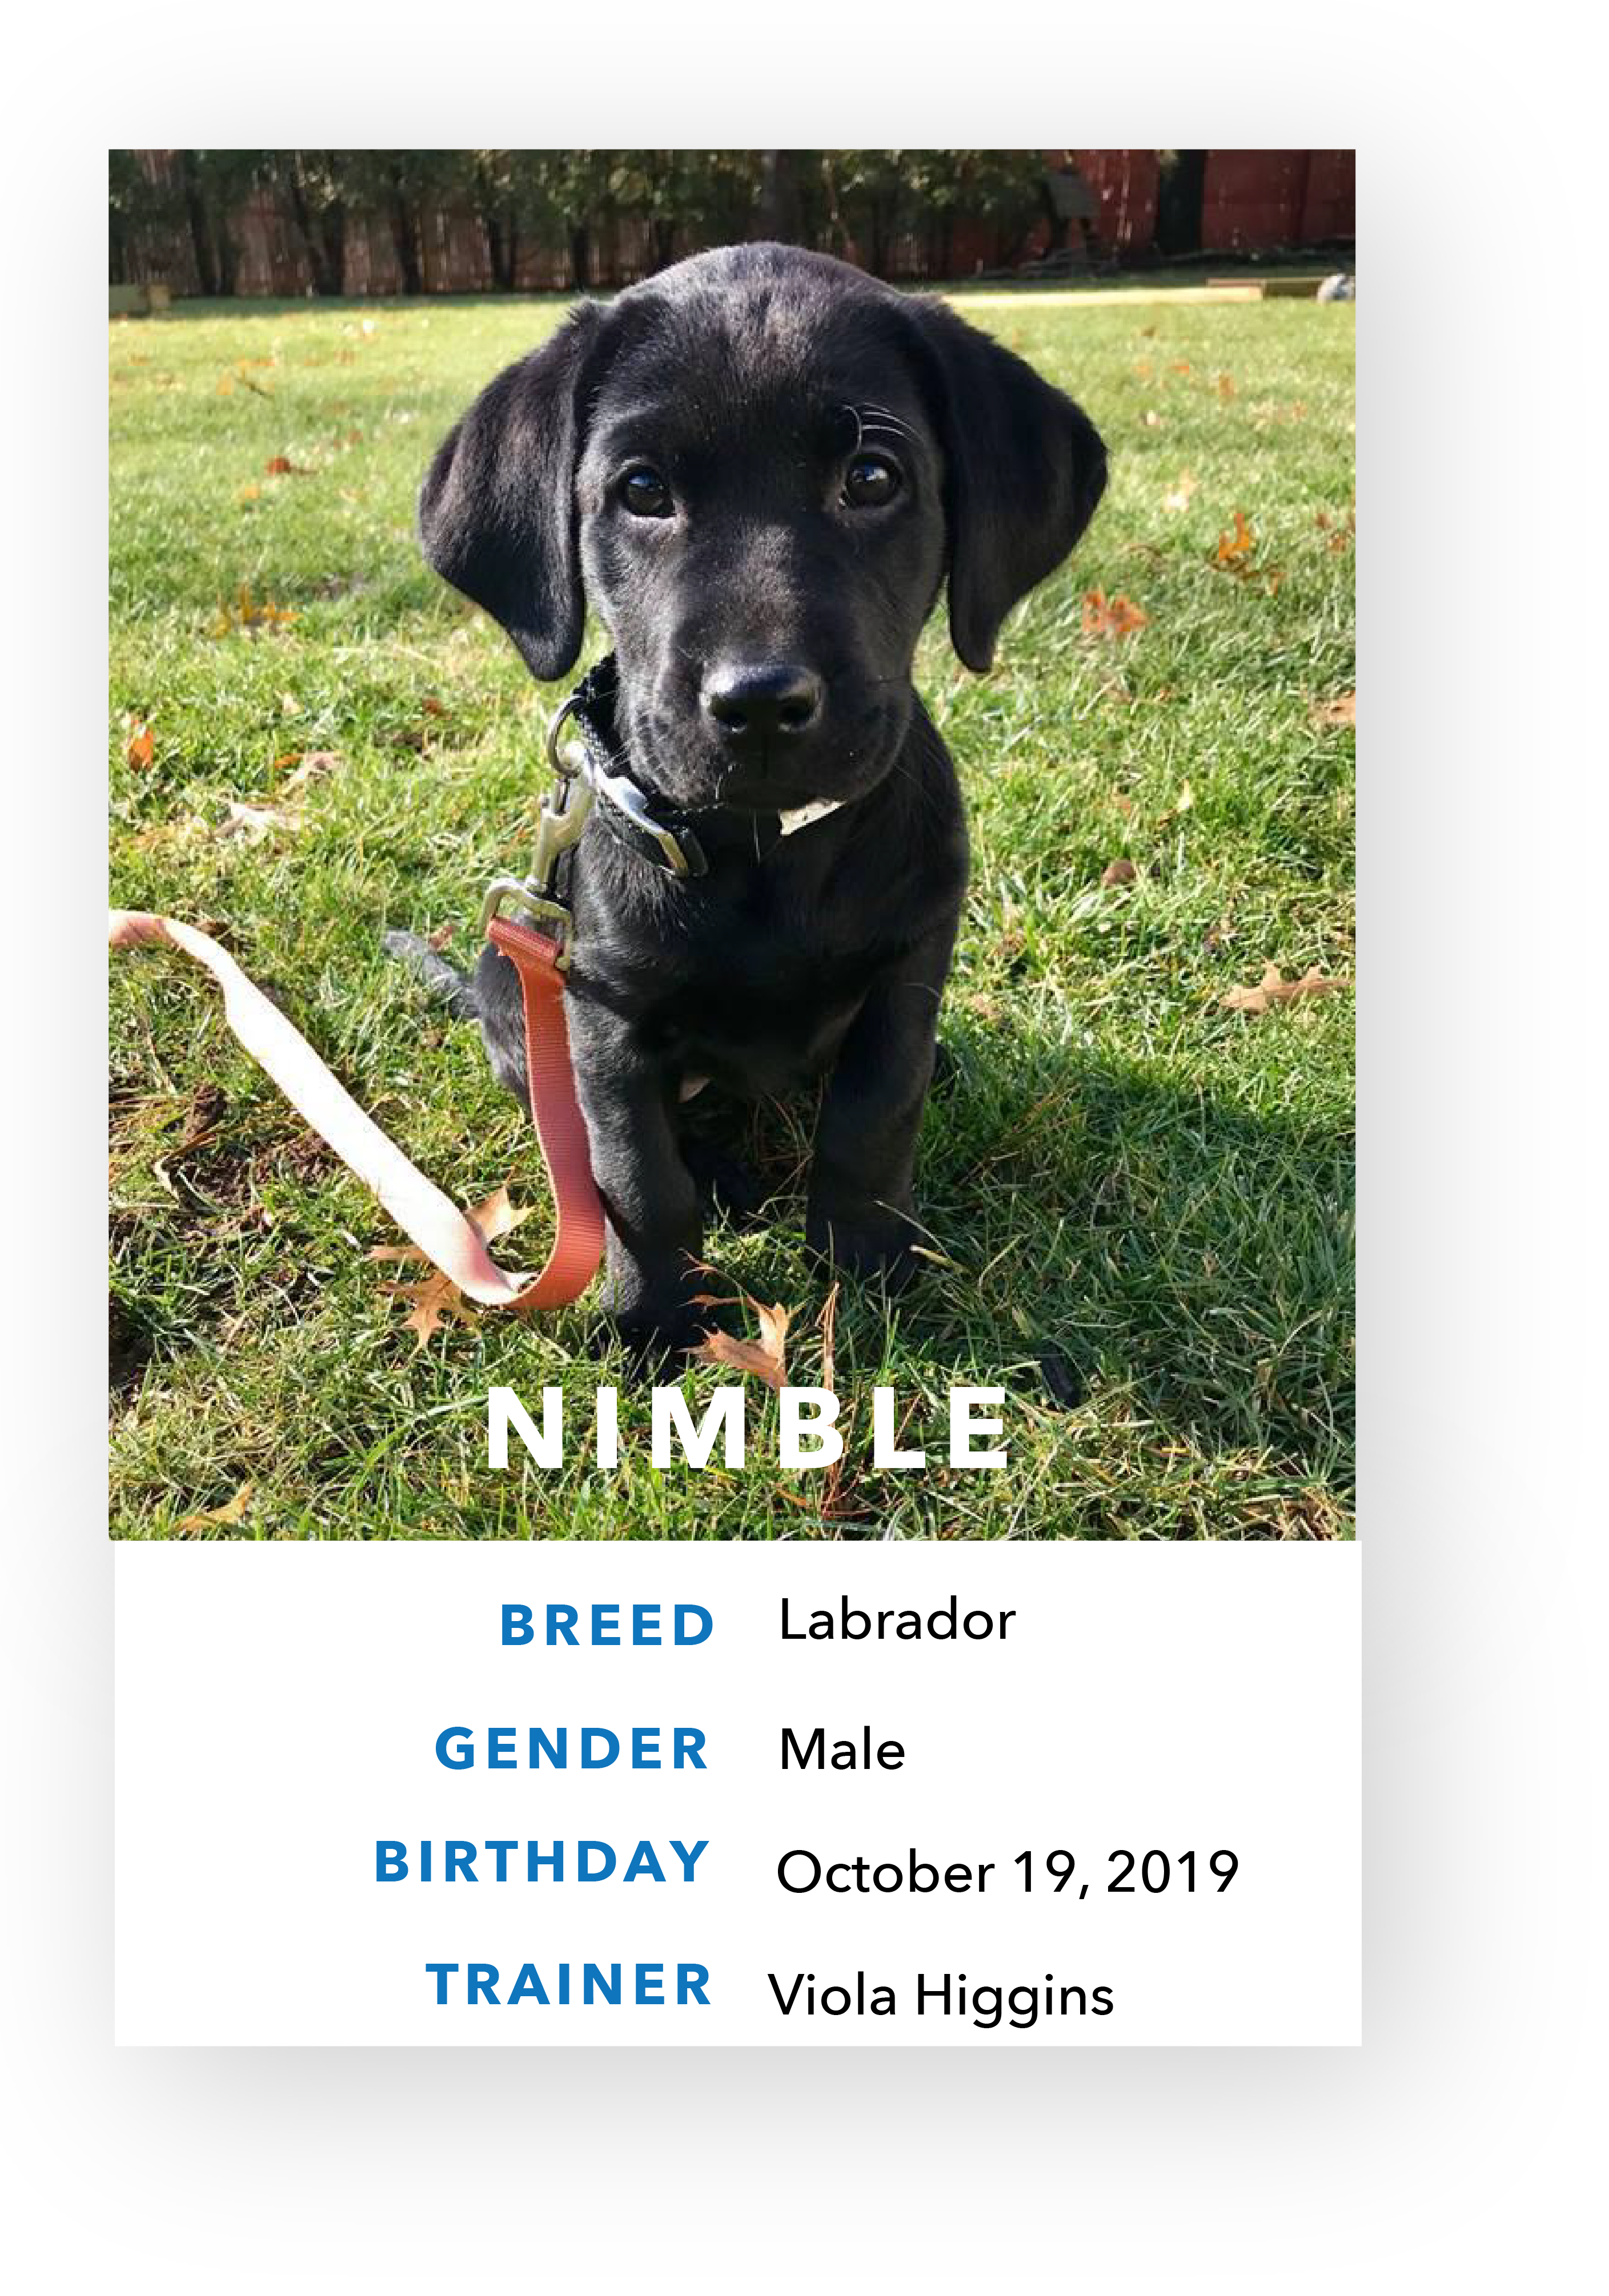 NIMBLE
BREED Labrador
GENDER Male
BIRTHDAY October 19, 2019
TRAINER Viola Higgins